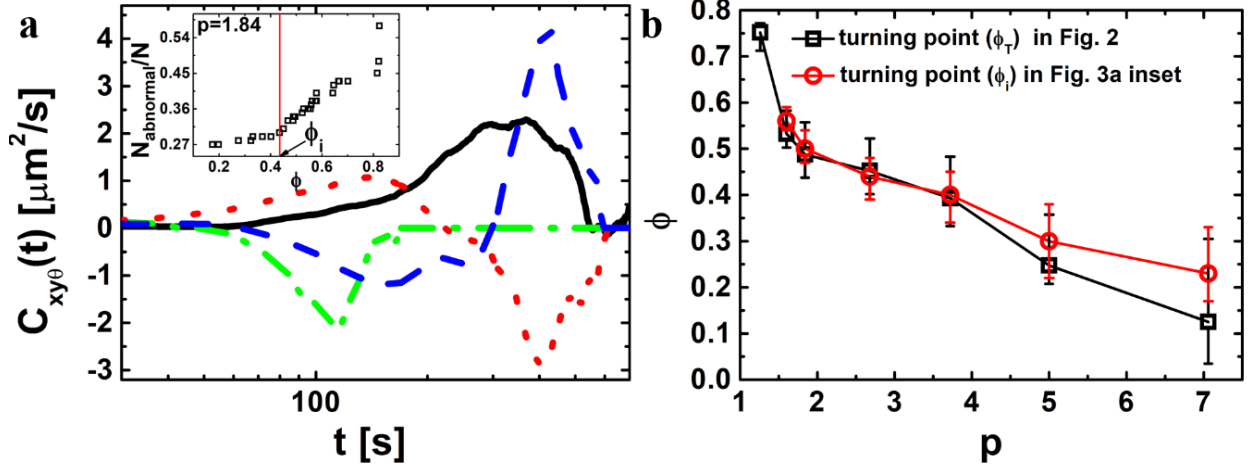 a
p=1.84
N_abnormal/N
0.54
0.45
0.36
0.27
0.2 0.4 0.6 0.8
ϕ
ϕ_i
C_xyθ(t) [μm²/s]
4
3
2
1
0
-1
-2
-3
100
t [s]
b
turning point (ϕ_T) in Fig. 2
turning point (ϕ_i) in Fig. 3a inset
ϕ
0.8
0.7
0.6
0.5
0.4
0.3
0.2
0.1
0.0
1 2 3 4 5 6 7
p